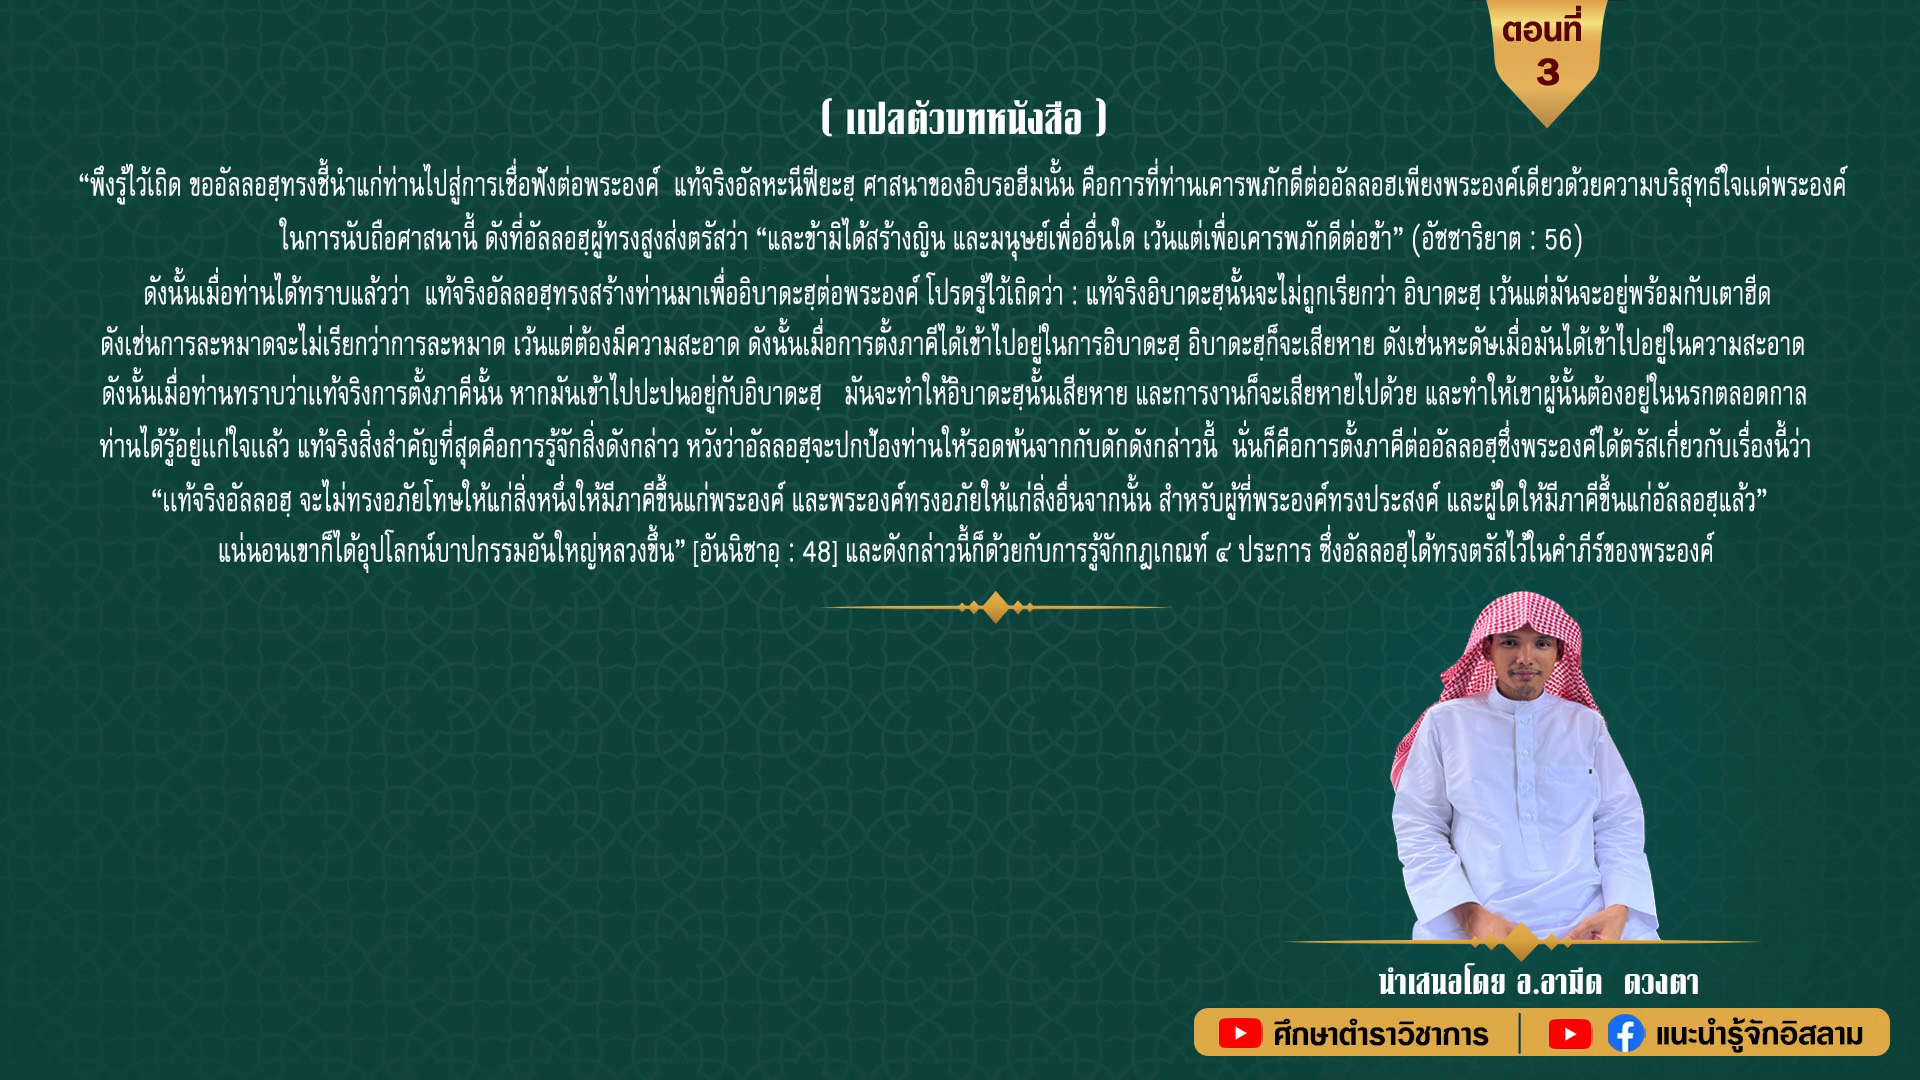 ตอนที่
3
( แปลตัวบทหนังสือ )
“พึงรู้ไว้เถิด ขออัลลอฮฺทรงชี้นำแก่ท่านไปสู่การเชื่อฟังต่อพระองค์ แท้จริงอัลหะนีฟียะฮฺ ศาสนาของอิบรอฮีมนั้น คือการที่ท่านเคารพภักดีต่ออัลลอฮเพียงพระองค์เดียวด้วยความบริสุทธ์ใจแด่พระองค์
ในการนับถือศาสนานี้ ดังที่อัลลอฮฺผู้ทรงสูงส่งตรัสว่า “และข้ามิได้สร้างญิน และมนุษย์เพื่ออื่นใด เว้นแต่เพื่อเคารพภักดีต่อข้า” (อัซซาริยาต : 56)
ดังนั้นเมื่อท่านได้ทราบแล้วว่า แท้จริงอัลลอฮฺทรงสร้างท่านมาเพื่ออิบาดะฮฺต่อพระองค์ โปรดรู้ไว้เถิดว่า : แท้จริงอิบาดะฮฺนั้นจะไม่ถูกเรียกว่า อิบาดะฮฺ เว้นแต่มันจะอยู่พร้อมกับเตาฮีด
ดังเช่นการละหมาดจะไม่เรียกว่าการละหมาด เว้นแต่ต้องมีความสะอาด ดังนั้นเมื่อการตั้งภาคีได้เข้าไปอยู่ในการอิบาดะฮฺ อิบาดะฮฺก็จะเสียหาย ดังเช่นหะดัษเมื่อมันได้เข้าไปอยู่ในความสะอาด
ดังนั้นเมื่อท่านทราบว่าแท้จริงการตั้งภาคีนั้น หากมันเข้าไปปะปนอยู่กับอิบาดะฮฺ มันจะทำให้อิบาดะฮฺนั้นเสียหาย และการงานก็จะเสียหายไปด้วย และทำให้เขาผู้นั้นต้องอยู่ในนรกตลอดกาล
ท่านได้รู้อยู่แก่ใจแล้ว แท้จริงสิ่งสำคัญที่สุดคือการรู้จักสิ่งดังกล่าว หวังว่าอัลลอฮฺจะปกป้องท่านให้รอดพ้นจากกับดักดังกล่าวนี้ นั่นก็คือการตั้งภาคีต่ออัลลอฮฺซึ่งพระองค์ได้ตรัสเกี่ยวกับเรื่องนี้ว่า
“แท้จริงอัลลอฮฺ จะไม่ทรงอภัยโทษให้แก่สิ่งหนึ่งให้มีภาคีขึ้นแก่พระองค์ และพระองค์ทรงอภัยให้แก่สิ่งอื่นจากนั้น สำหรับผู้ที่พระองค์ทรงประสงค์ และผู้ใดให้มีภาคีขึ้นแก่อัลลอฮฺแล้ว”
แน่นอนเขาก็ได้อุปโลกน์บาปกรรมอันใหญ่หลวงขึ้น” [อันนิซาอฺ : 48] และดังกล่าวนี้ก็ด้วยกับการรู้จักกฎเกณท์ ๔ ประการ ซึ่งอัลลอฮฺได้ทรงตรัสไว้ในคำภีร์ของพระองค์
นำเสนอโดย อ.อามีด ดวงตา
ศึกษาตำราวิชาการ
แนะนำรู้จักอิสลาม